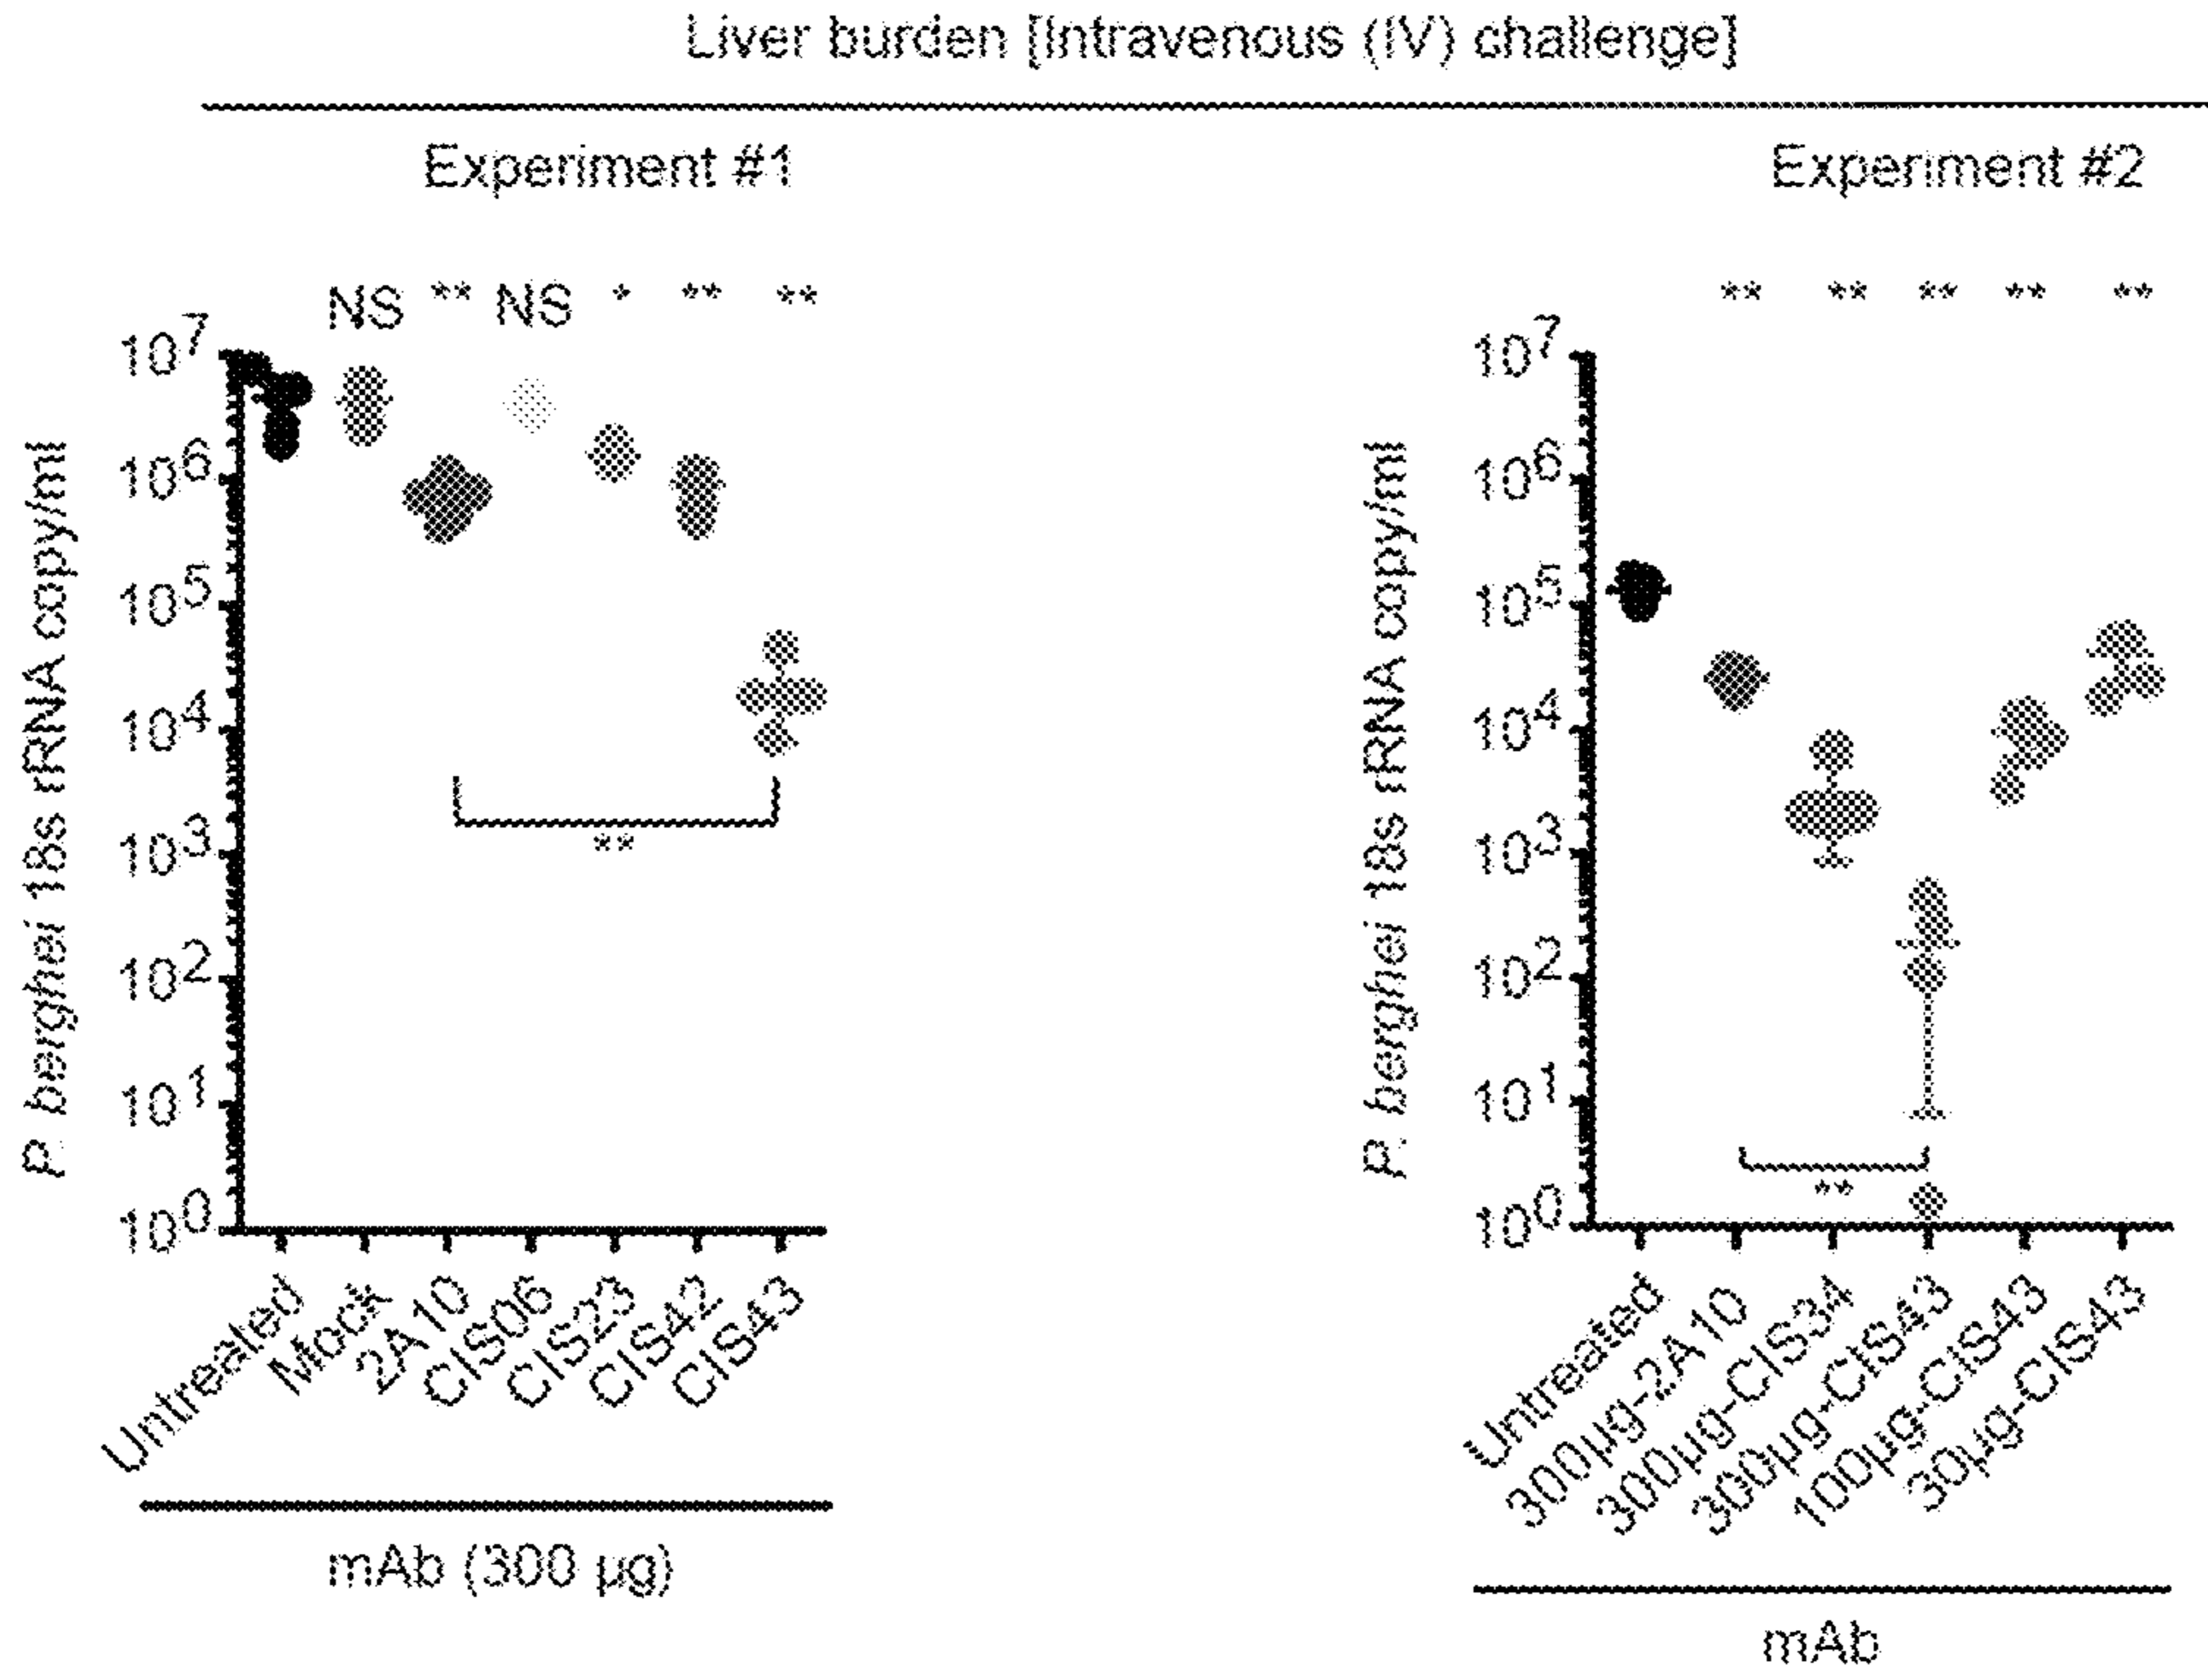 Liver burden [Intravenous (IV) challenge]
Experiment #1
NS ** NS * ** **
10^7
10^6
10^5
10^4
10^3
10^2
10^1
10^0
P. berghei 18s rRNA copy/ml
**
Untreated
Mock
2A10
CIS06
CIS23
CIS42
CIS43
mAb (300 µg)
Experiment #2
** ** ** ** **
10^7
10^6
10^5
10^4
10^3
10^2
10^1
10^0
P. berghei 18s rRNA copy/ml
**
Untreated
300µg-2A10
300µg-CIS34
300µg-CIS43
100µg-CIS43
30µg-CIS43
mAb